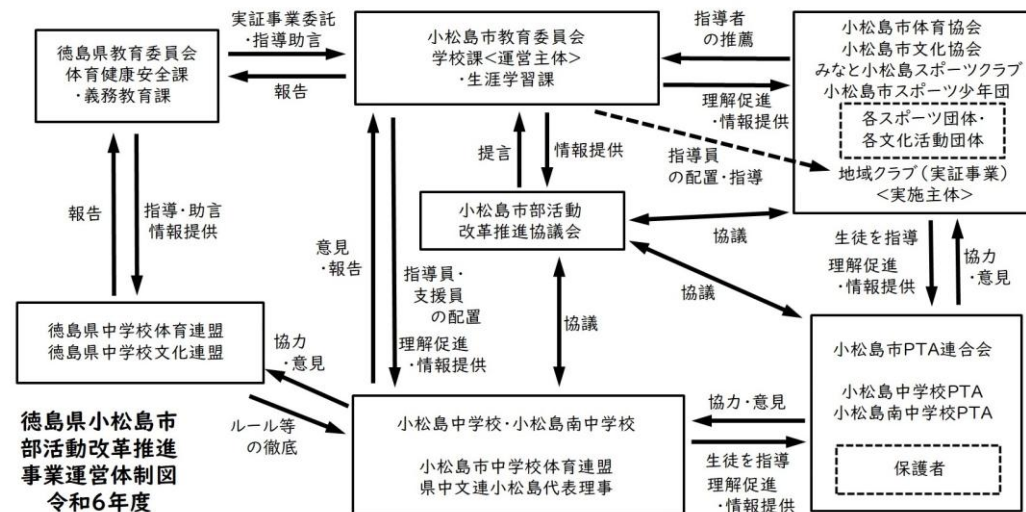 徳島県教育委員会
体育健康安全課
・義務教育課
実証事業委託
・指導助言
報告
小松島市教育委員会
学校課<運営主体>
・生涯学習課
指導者
の推薦
理解促進
・情報提供
小松島市体育協会
小松島市文化協会
みなと小松島スポーツクラブ
小松島市スポーツ少年団
各スポーツ団体・
各文化活動団体
地域クラブ(実証事業)
<実施主体>
提言
情報提供
指導員
の配置・指導
報告
指導・助言
情報提供
小松島市部活動
改革推進協議会
協議
意見
・報告
指導員・
支援員
の配置
理解促進
・情報提供
協議
協議
生徒を指導
理解促進
・情報提供
協力
・意見
徳島県中学校体育連盟
徳島県中学校文化連盟
協力
・意見
ルール等
の徹底
小松島中学校・小松島南中学校
小松島市中学校体育連盟
県中文連小松島代表理事
協力・意見
生徒を指導
理解促進
・情報提供
小松島市PTA連合会
小松島中学校PTA
小松島南中学校PTA
保護者
徳島県小松島市
部活動改革推進
事業運営体制図
令和6年度